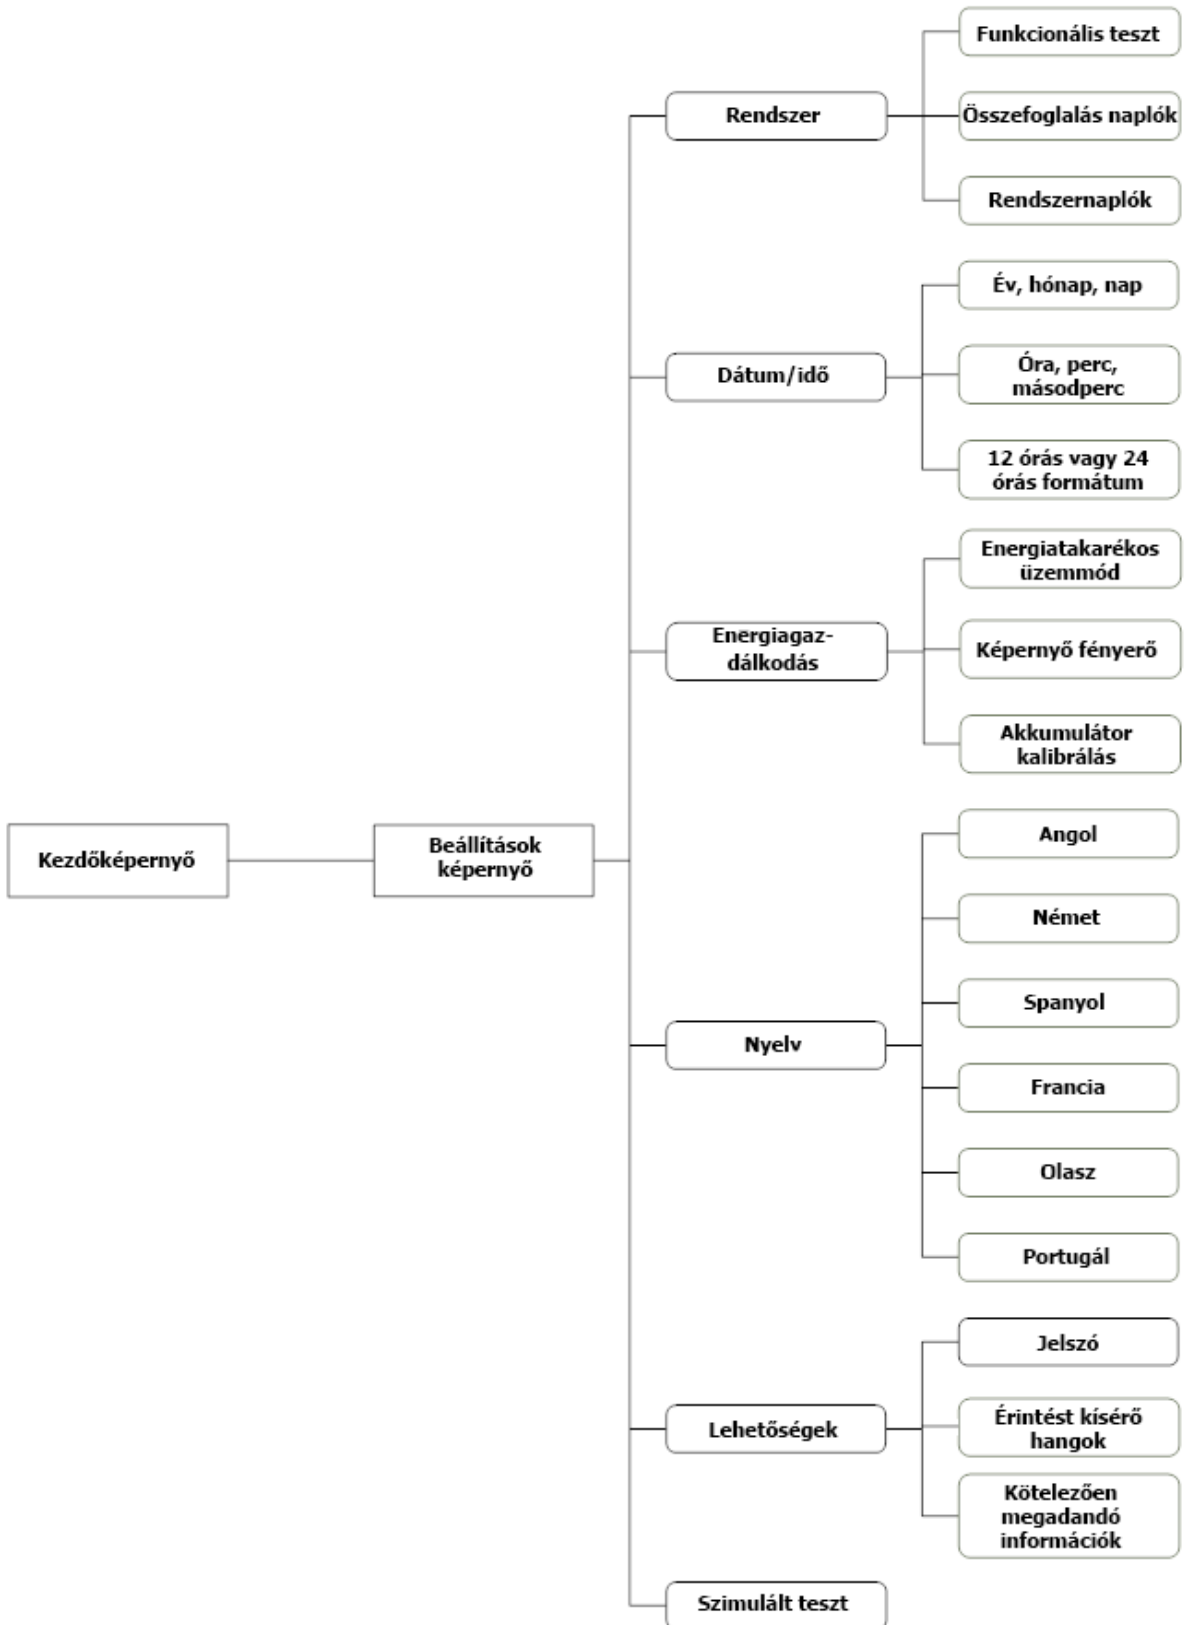 Kezdőképernyő
Beállítások
képernyő
Rendszer
Funkcionális teszt
Összefoglalás naplók
Rendszernaplók
Dátum/idő
Év, hónap, nap
Óra, perc,
másodperc
12 órás vagy 24
órás formátum
Energiagaz-
dálkodás
Energiatakarékos
üzemmód
Képernyő fényerő
Akkumulátor
kalibrálás
Nyelv
Angol
Német
Spanyol
Francia
Olasz
Portugál
Lehetőségek
Jelszó
Érintést kísérő
hangok
Kötelezően
megadandó
információk
Szimulált teszt